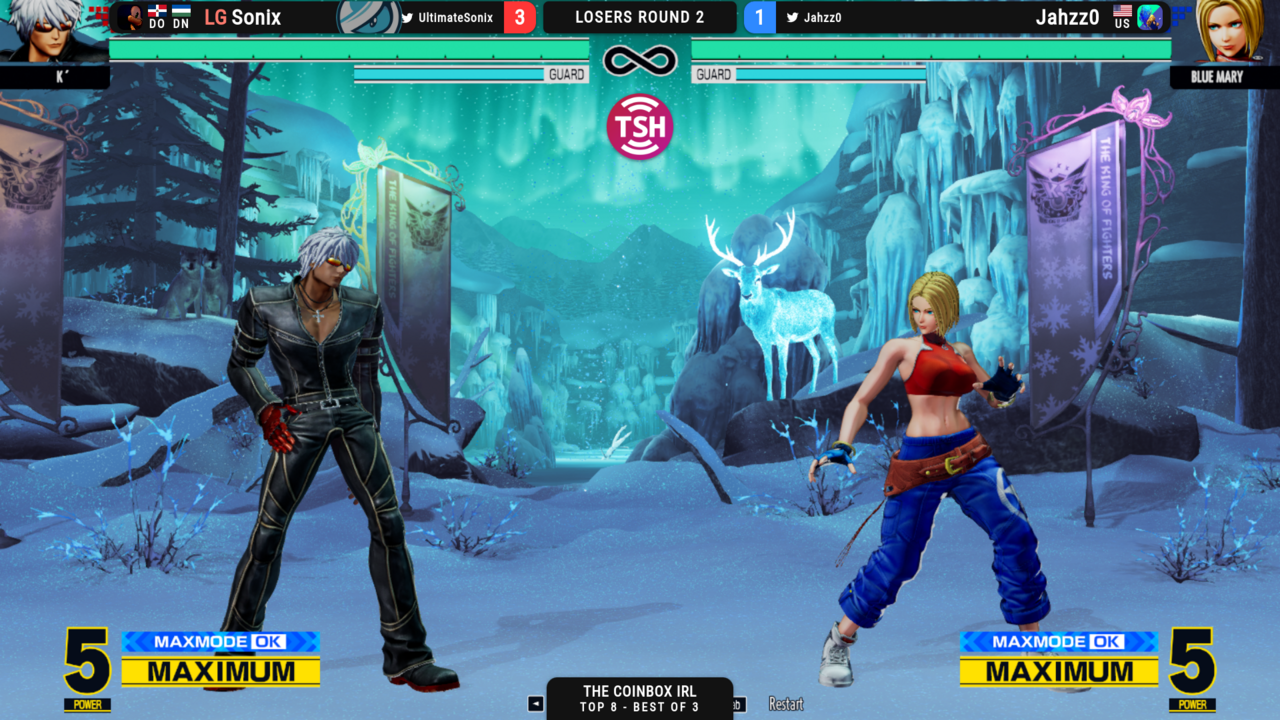 DO DN LG Sonix
UltimateSonix 3
LOSERS ROUND 2
1 Jahzz0
Jahzz0 US
K´
BLUE MARY
GUARD
GUARD
TSH
THE KING OF FIGHTERS
THE KING OF FIGHTERS
5 POWER
MAXMODE OK
MAXIMUM
MAXMODE OK
MAXIMUM
5 POWER
THE COINBOX IRL
TOP 8 - BEST OF 3
Restart